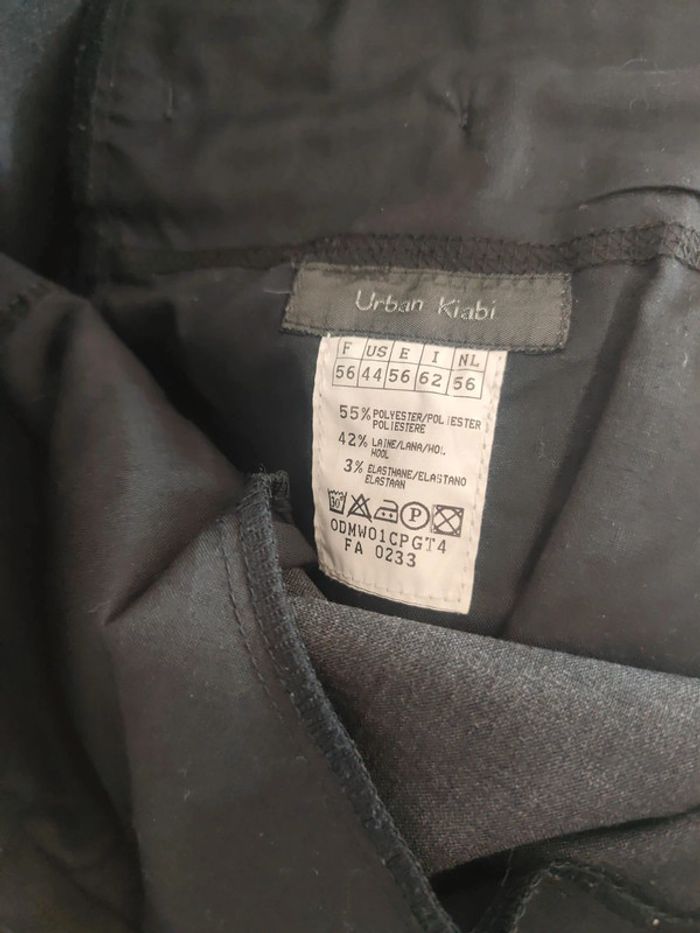 Urban Kiabi
F US E I NL
56 44 56 62 56
55% POLYESTER/POLIESTER
POLIESTERE
42% LAINE/LANA/WOL
WOOL
3% ELASTHANE/ELASTANO
ELASTAAN
30° P
ODMW01CPGT4
FA 0233